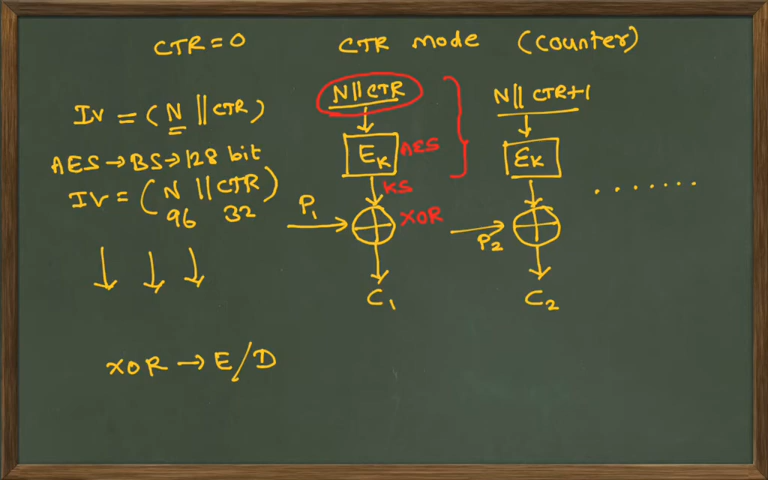 CTR = 0
CTR mode (counter)
IV = (N || CTR)
AES → BS → 128 bit
IV = (N || CTR)
96 32
XOR → E/D
N || CTR
EK AES
KS
P1 XOR
C1
N || CTR+1
EK
P2
C2
.......